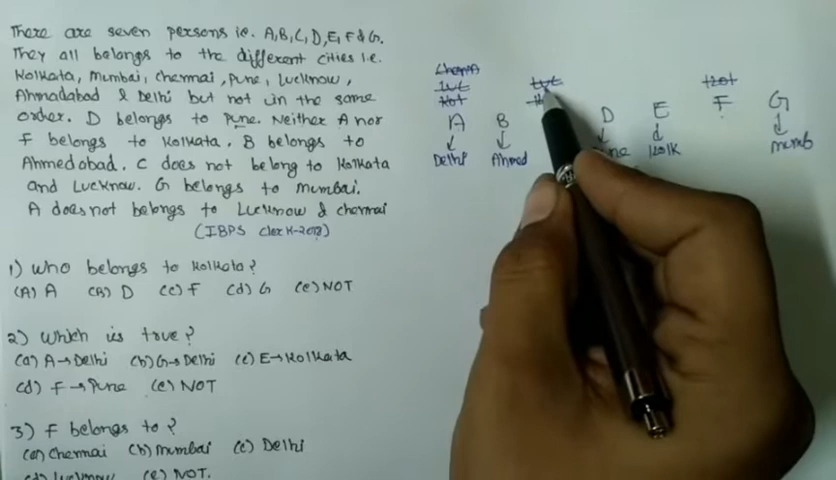 There are seven persons ie. A,B,C,D,E,F & G.
They all belongs to the different cities i.e.
Kolkata, Mumbai, Chennai, Pune, Lucknow,
Ahmadabad & Delhi but not in the same
order. D belongs to Pune. Neither A nor
F belongs to Kolkata. B belongs to
Ahmedabad. C does not belong to Kolkata
and Lucknow. G belongs to Mumbai.
A does not belongs to Lucknow & chennai
(IBPS Clerk-2018)
1) who belongs to Kolkata?
(A) A (B) D (c) F (d) G (e) NOT
2) which is true?
(a) A→Delhi (b) G→Delhi (c) E→Kolkata
(d) F→Pune (e) NOT
3) F belongs to?
(a) Chennai (b) Mumbai (c) Delhi
(d) Lucknow (e) NOT.
A B D E F G
Delhi Ahmed Kolk mumb